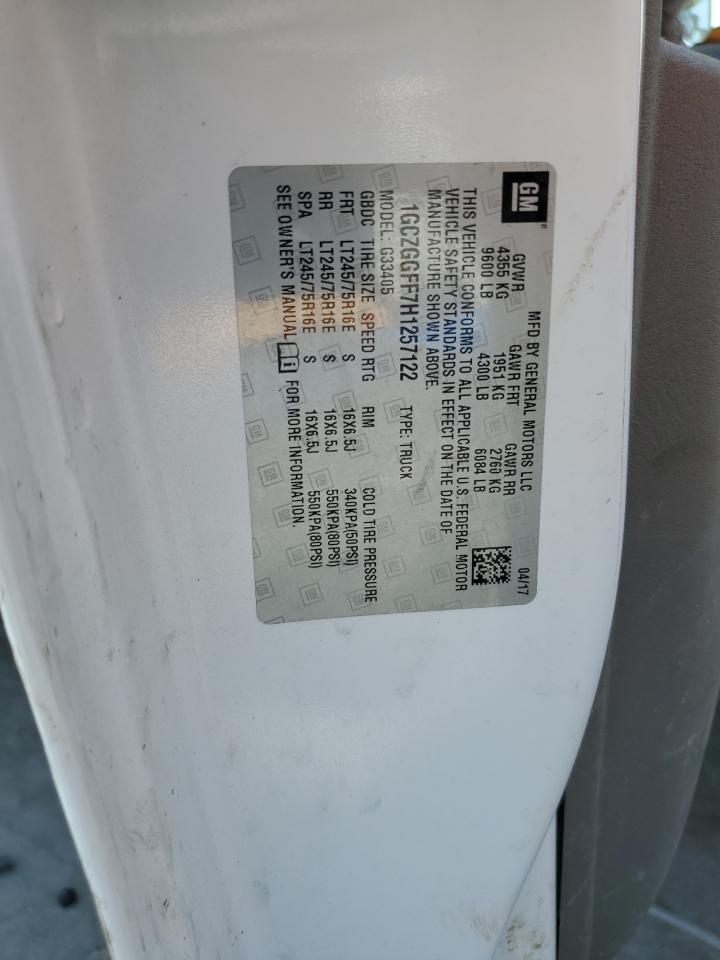 GM
MFD BY GENERAL MOTORS LLC
04/17
GVWR GAWR FRT GAWR RR
4355 KG 1951 KG 2760 KG
9600 LB 4300 LB 6084 LB
THIS VEHICLE CONFORMS TO ALL APPLICABLE U.S. FEDERAL MOTOR
VEHICLE SAFETY STANDARDS IN EFFECT ON THE DATE OF
MANUFACTURE SHOWN ABOVE.
1GCZGGFF7H1257122 TYPE: TRUCK
MODEL: G33405
GBDC TIRE SIZE SPEED RTG RIM COLD TIRE PRESSURE
FRT LT245/75R16E S 16X6.5J 340KPA(50PSI)
RR LT245/75R16E S 16X6.5J 550KPA(80PSI)
SPA LT245/75R16E S 16X6.5J 550KPA(80PSI)
SEE OWNER'S MANUAL i FOR MORE INFORMATION.